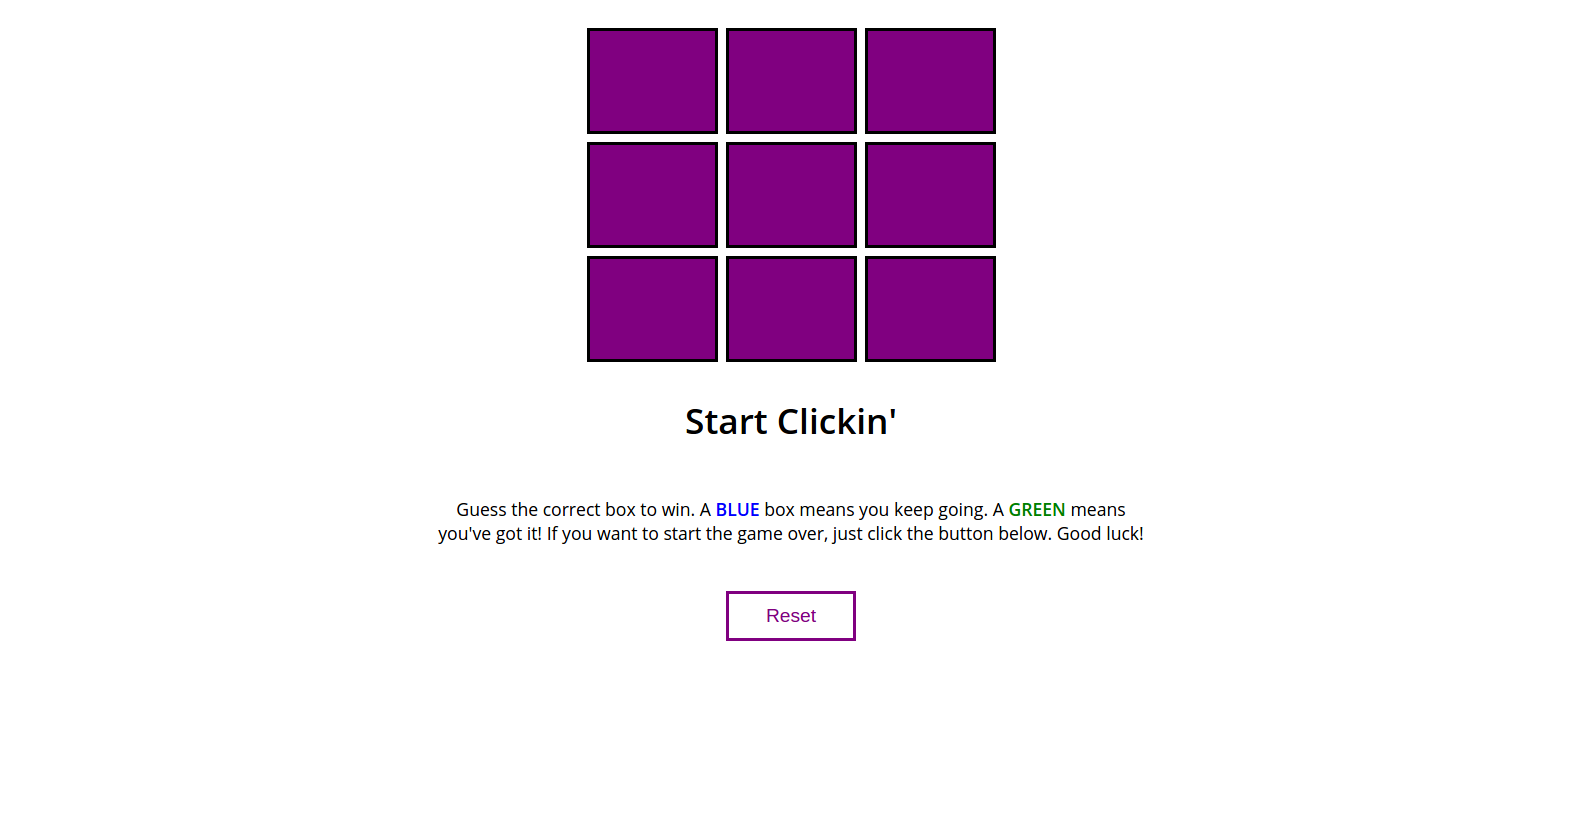 Start Clickin'
Guess the correct box to win. A BLUE box means you keep going. A GREEN means
you've got it! If you want to start the game over, just click the button below. Good luck!
Reset